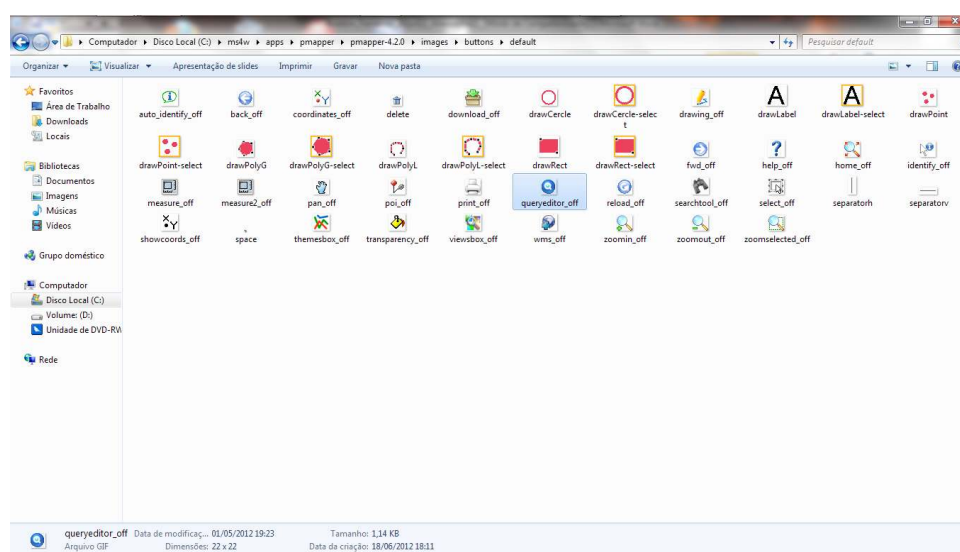 Computador ▸ Disco Local (C:) ▸ ms4w ▸ apps ▸ pmapper ▸ pmapper-4.2.0 ▸ images ▸ buttons ▸ default
Pesquisar default
Organizar Visualizar Apresentação de slides Imprimir Gravar Nova pasta
Favoritos
Área de Trabalho
Downloads
Locais
Bibliotecas
Documentos
Imagens
Músicas
Vídeos
Grupo doméstico
Computador
Disco Local (C:)
Volume: (D:)
Unidade de DVD-RW
Rede
auto_identify_off back_off coordinates_off delete download_off drawCercle drawCercle-select drawing_off drawLabel drawLabel-select drawPoint
drawPoint-select drawPolyG drawPolyG-select drawPolyL drawPolyL-select drawRect drawRect-select fwd_off help_off home_off identify_off
measure_off measure2_off pan_off poi_off print_off queryeditor_off reload_off searchtool_off select_off separatorh separatorv
showcoords_off space themesbox_off transparency_off viewsbox_off wms_off zoomin_off zoomout_off zoomselected_off
queryeditor_off Data de modificaç... 01/05/2012 19:23 Tamanho: 1,14 KB
Arquivo GIF Dimensões: 22 x 22 Data da criação: 18/06/2012 18:11